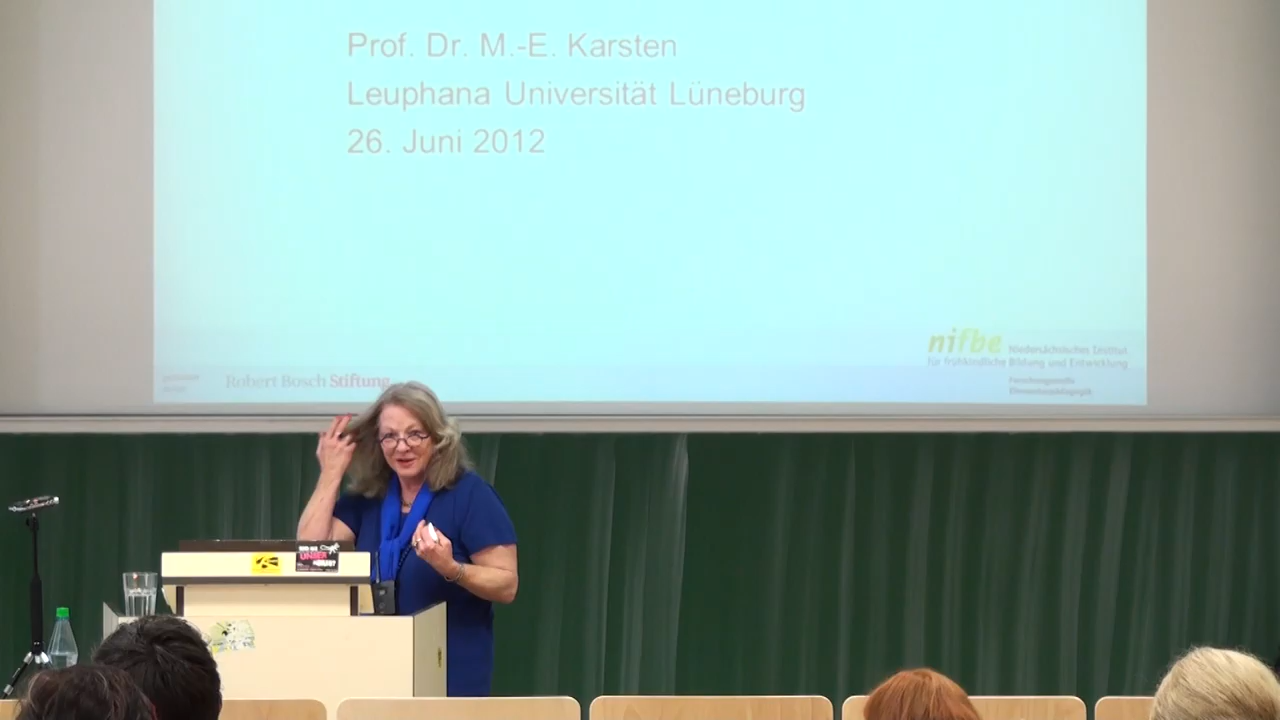 Prof. Dr. M.-E. Karsten
Leuphana Universität Lüneburg
26. Juni 2012
nifbe Niedersächsisches Institut
für frühkindliche Bildung und Entwicklung
Robert Bosch Stiftung
UNSER